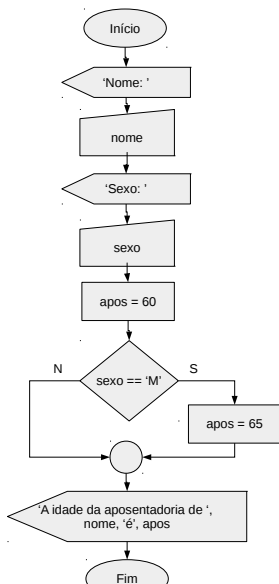 Início
‘Nome: ’
nome
‘Sexo: ’
sexo
apos = 60
N
S
sexo == ‘M’
apos = 65
‘A idade da aposentadoria de ‘,
nome, ‘é’, apos
Fim